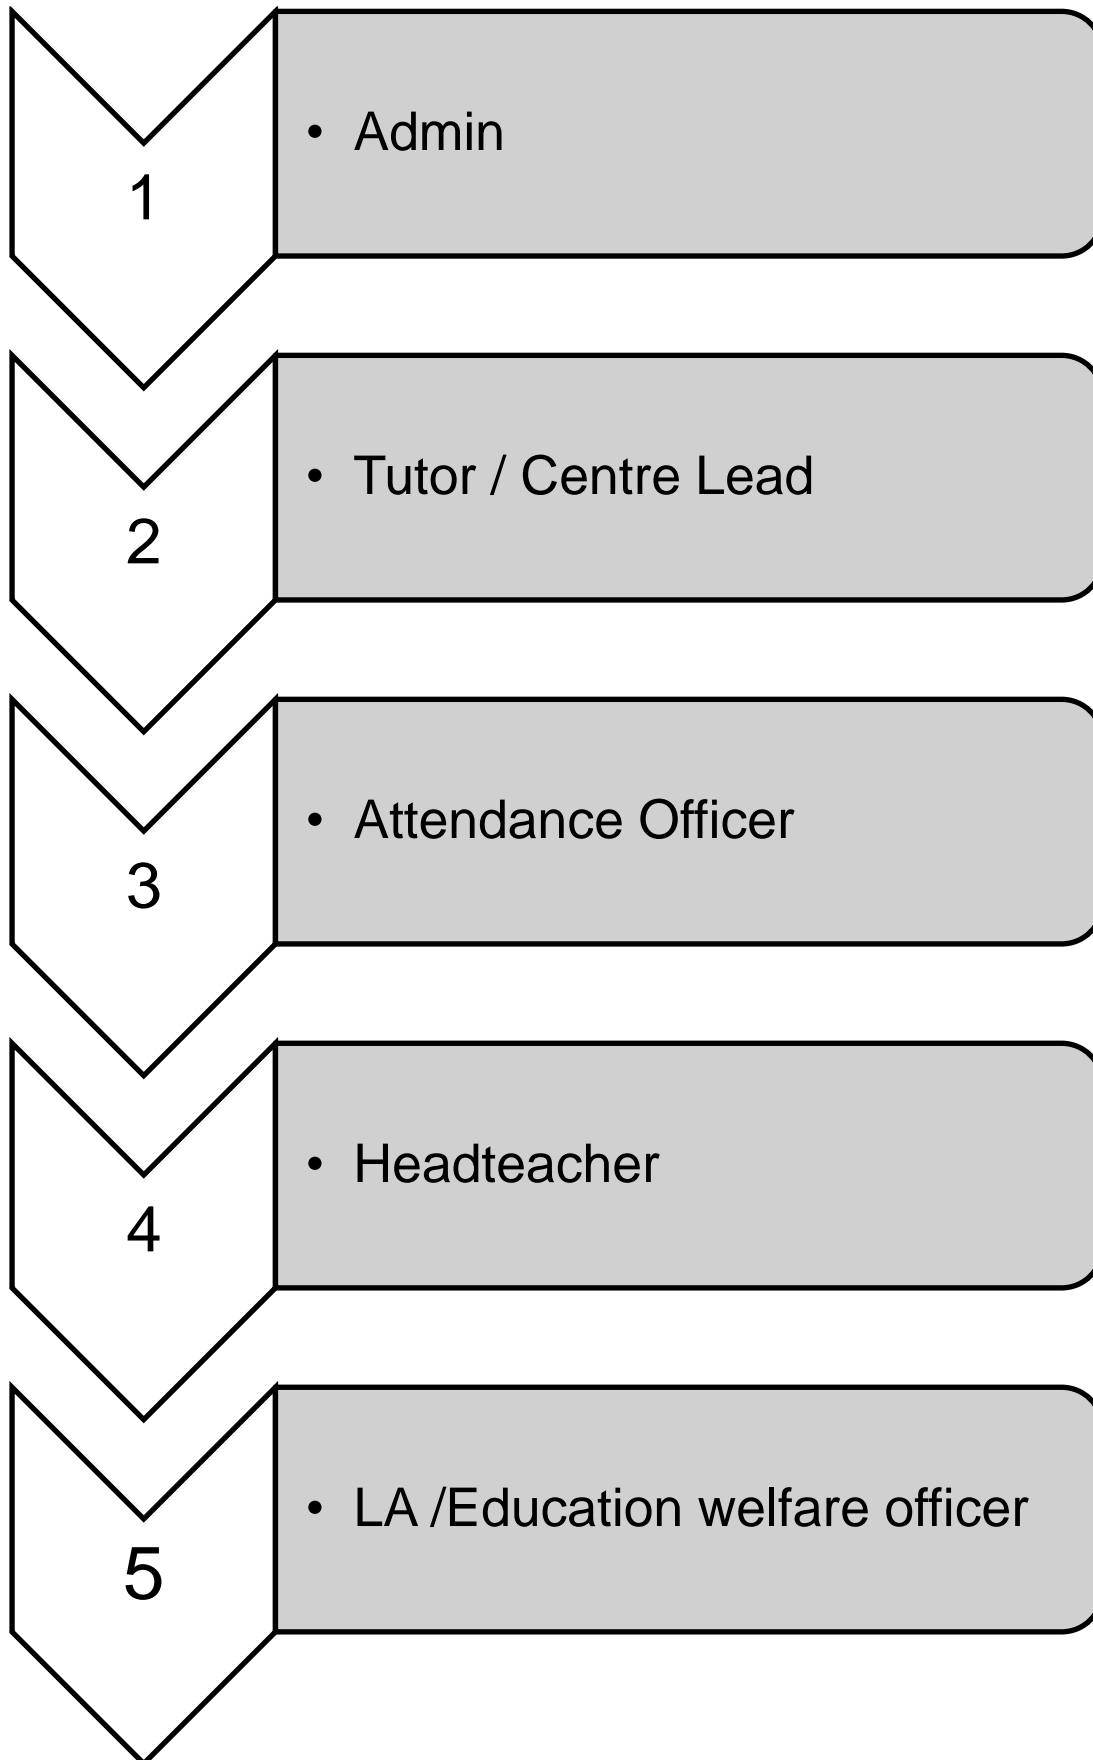 1
• Admin
2
• Tutor / Centre Lead
3
• Attendance Officer
4
• Headteacher
5
• LA /Education welfare officer